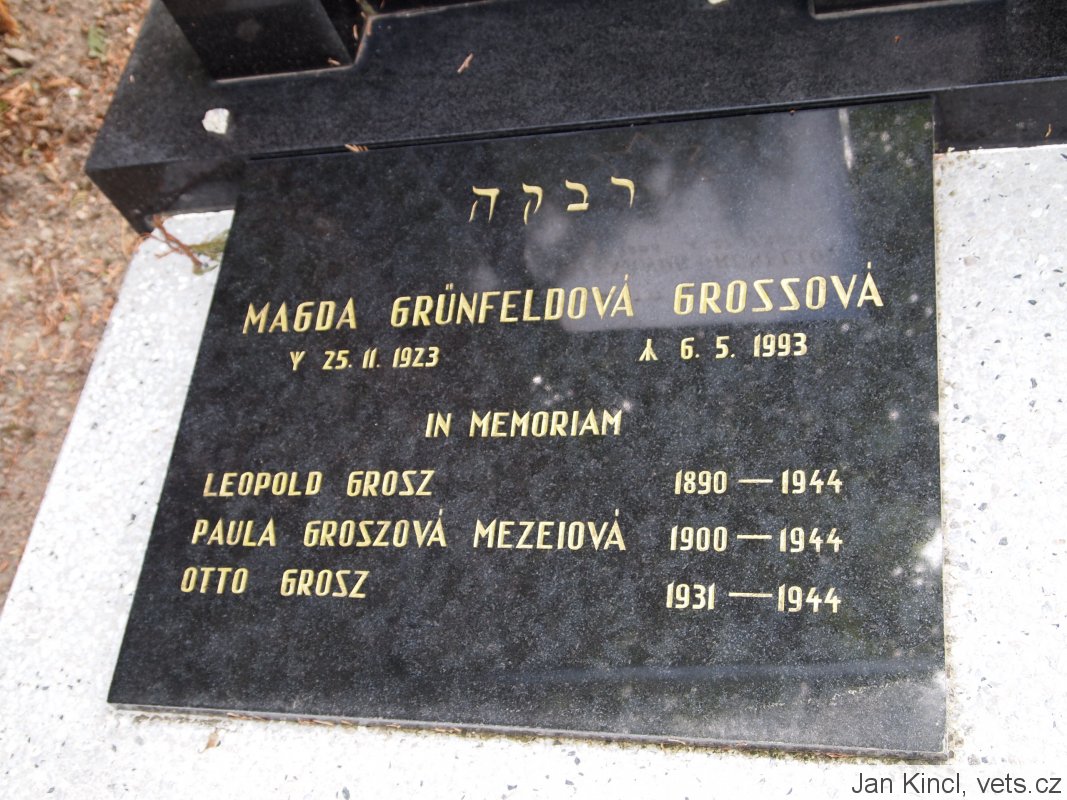 רבקה
MAGDA GRÜNFELDOVÁ GROSSOVÁ
25. 11. 1923 6. 5. 1993
IN MEMORIAM
LEOPOLD GROSZ 1890 — 1944
PAULA GROSZOVÁ MEZEIOVÁ 1900 — 1944
OTTO GROSZ 1931 — 1944
Jan Kincl, vets.cz